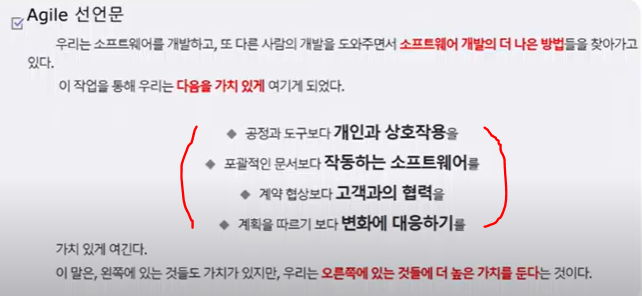 Agile 선언문
우리는 소프트웨어를 개발하고, 또 다른 사람의 개발을 도와주면서 소프트웨어 개발의 더 나은 방법들을 찾아가고
있다.
이 작업을 통해 우리는 다음을 가치 있게 여기게 되었다.
◆ 공정과 도구보다 개인과 상호작용을
◆ 포괄적인 문서보다 작동하는 소프트웨어를
◆ 계약 협상보다 고객과의 협력을
◆ 계획을 따르기 보다 변화에 대응하기를
가치 있게 여긴다.
이 말은, 왼쪽에 있는 것들도 가치가 있지만, 우리는 오른쪽에 있는 것들에 더 높은 가치를 둔다는 것이다.